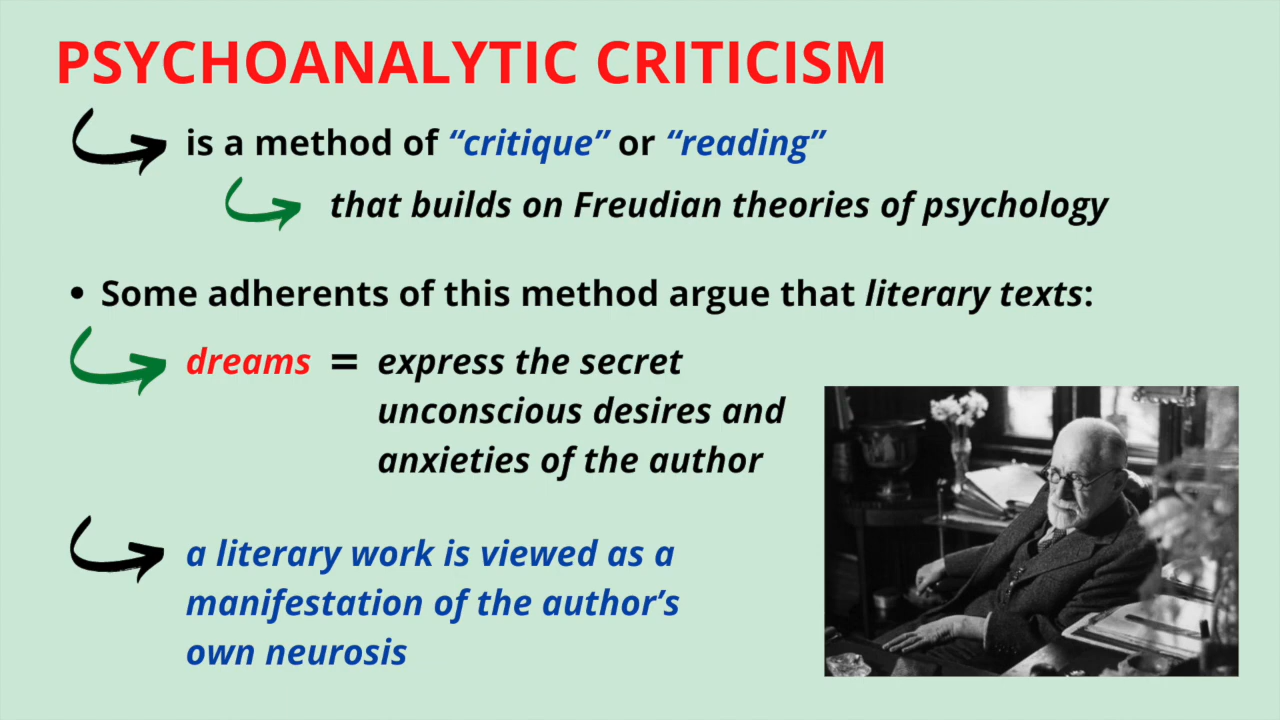 PSYCHOANALYTIC CRITICISM
is a method of “critique” or “reading”
that builds on Freudian theories of psychology
• Some adherents of this method argue that literary texts:
dreams = express the secret
unconscious desires and
anxieties of the author
a literary work is viewed as a
manifestation of the author’s
own neurosis